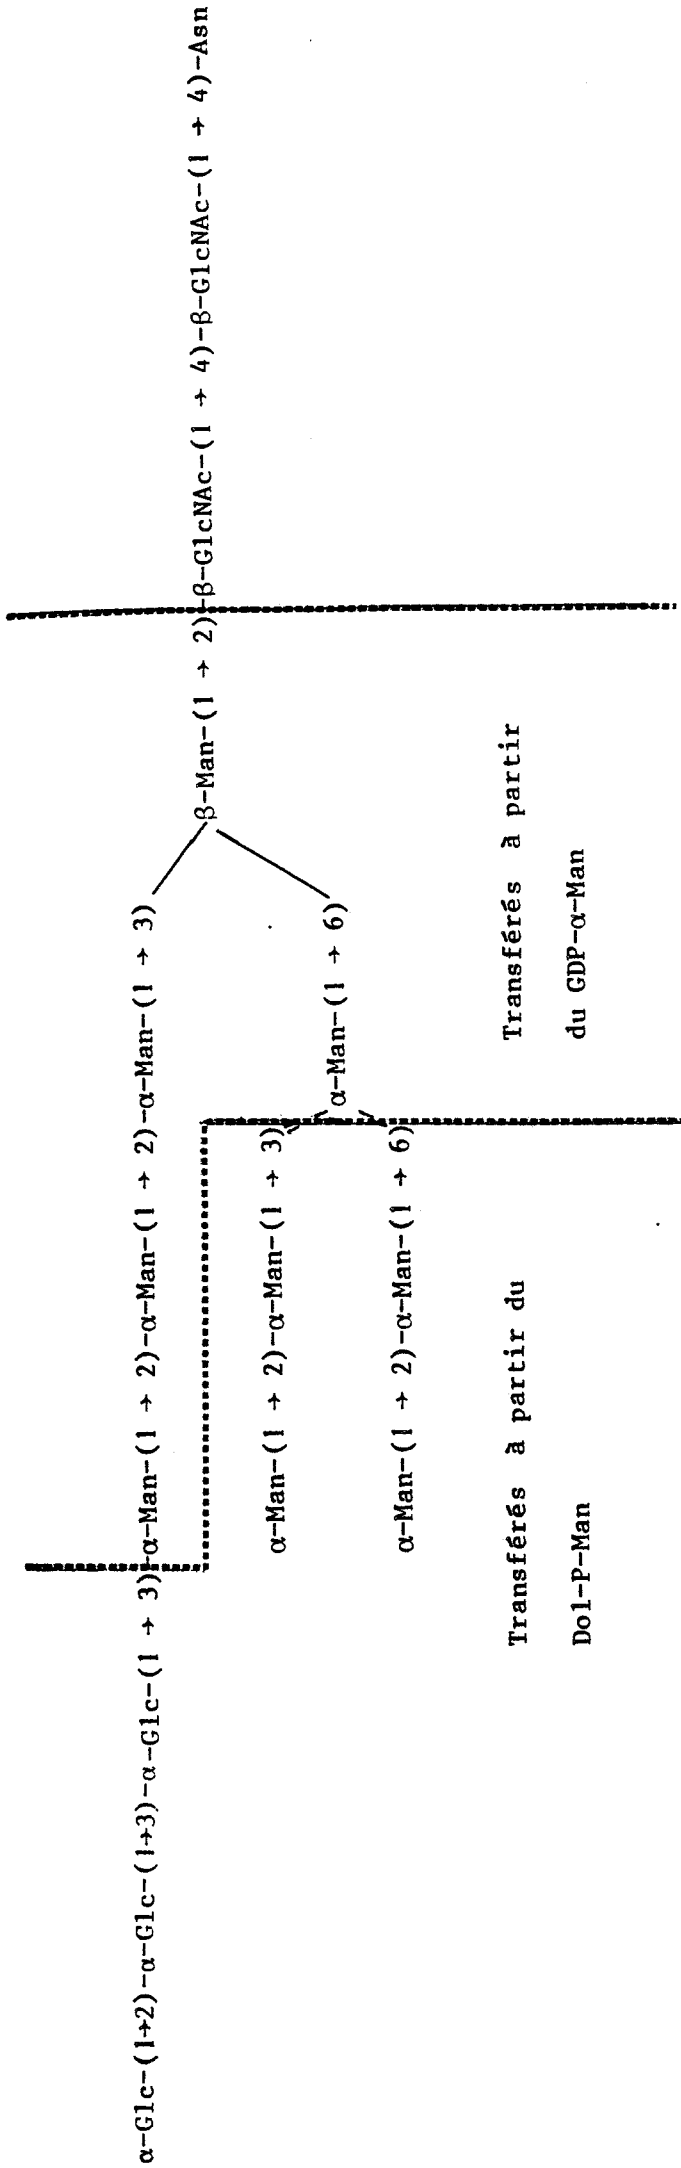 α-Glc-(1→2)-α-Glc-(1→3)-α-Glc-(1 → 3)-α-Man-(1 → 2)-α-Man-(1 → 2)-α-Man-(1 → 3)
β-Man-(1 → 2)-β-GlcNAc-(1 → 4)-β-GlcNAc-(1 → 4)-Asn
α-Man-(1 → 2)-α-Man-(1 → 3)
α-Man-(1 → 6)
α-Man-(1 → 2)-α-Man-(1 → 6)
Transférés à partir du
Dol-P-Man
Transférés à partir
du GDP-α-Man